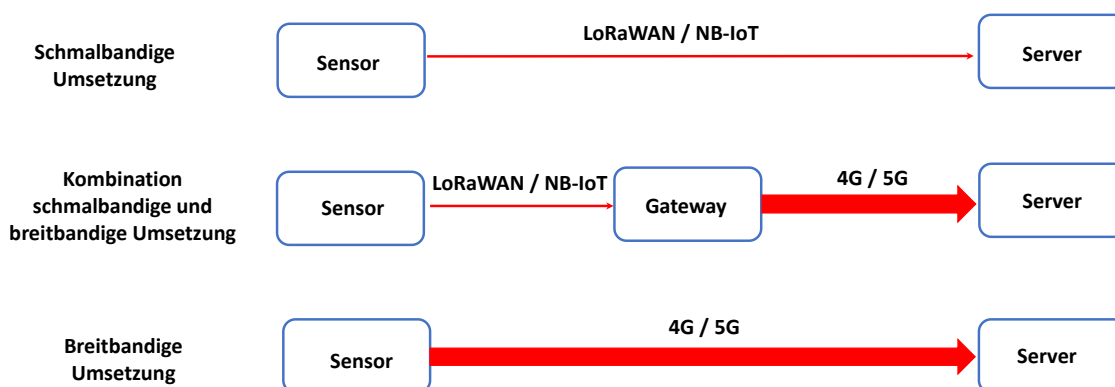 Schmalbandige
Umsetzung
Sensor
LoRaWAN / NB-IoT
Server
Kombination
schmalbandige und
breitbandige Umsetzung
Sensor
LoRaWAN / NB-IoT
Gateway
4G / 5G
Server
Breitbandige
Umsetzung
Sensor
4G / 5G
Server